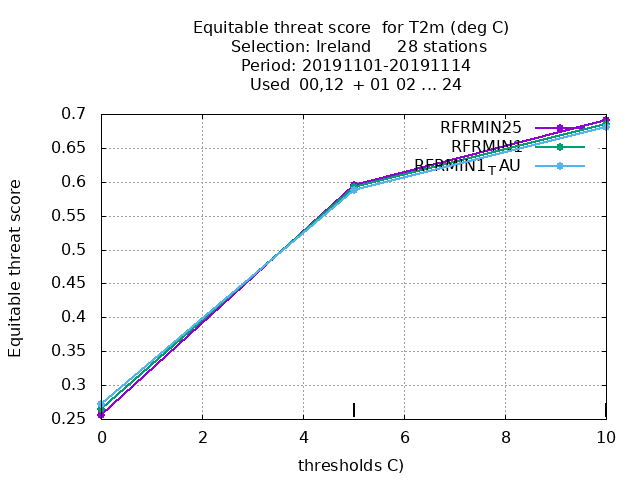 Equitable threat score for T2m (deg C)
Selection: Ireland 28 stations
Period: 20191101-20191114
Used 00,12 + 01 02 ... 24
RFRMIN25
RFRMIN1
RFRMIN1TAU
Equitable threat score
0.7
0.65
0.6
0.55
0.5
0.45
0.4
0.35
0.3
0.25
0 2 4 6 8 10
thresholds C)